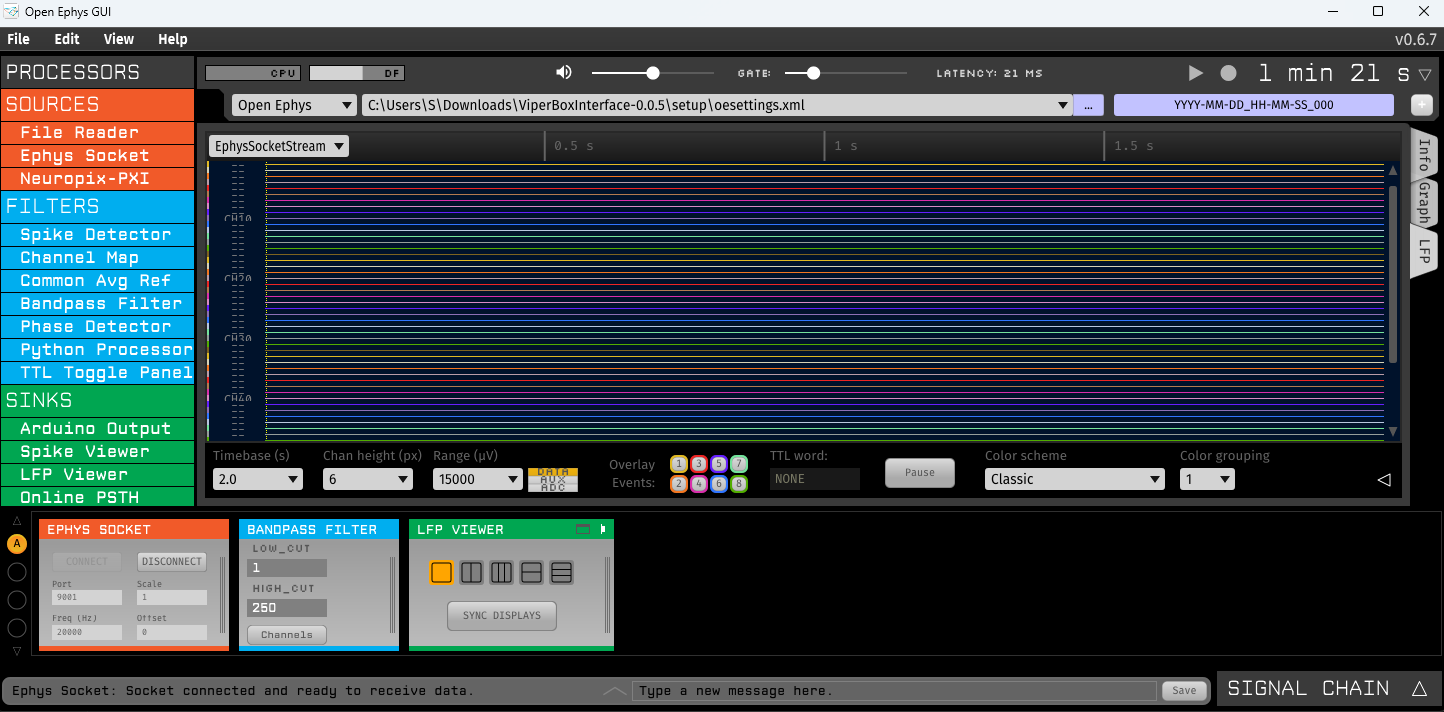 Open Ephys GUI
File Edit View Help v0.6.7
PROCESSORS
SOURCES
File Reader
Ephys Socket
Neuropix-PXI
FILTERS
Spike Detector
Channel Map
Common Avg Ref
Bandpass Filter
Phase Detector
Python Processor
TTL Toggle Panel
SINKS
Arduino Output
Spike Viewer
LFP Viewer
Online PSTH
CPU DF GATE: LATENCY: 21 MS 1 min 21 s
Open Ephys C:\Users\S\Downloads\ViperBoxInterface-0.0.5\setup\oesettings.xml ... YYYY-MM-DD_HH-MM-SS_000 +
EphysSocketStream 0.5 s 1 s 1.5 s
CH10
CH20
CH30
CH40
Info
Graph
LFP
Timebase (s) Chan height (px) Range (µV) TTL word: Color scheme Color grouping
2.0 6 15000 DATA AUX ADC Overlay Events: 1 3 5 7 NONE Pause Classic 1
2 4 6 8
A
EPHYS SOCKET
CONNECT DISCONNECT
Port Scale
9001 1
Freq (Hz) Offset
20000 0
BANDPASS FILTER
LOW_CUT
1
HIGH_CUT
250
Channels
LFP VIEWER
SYNC DISPLAYS
Ephys Socket: Socket connected and ready to receive data. Type a new message here. Save SIGNAL CHAIN